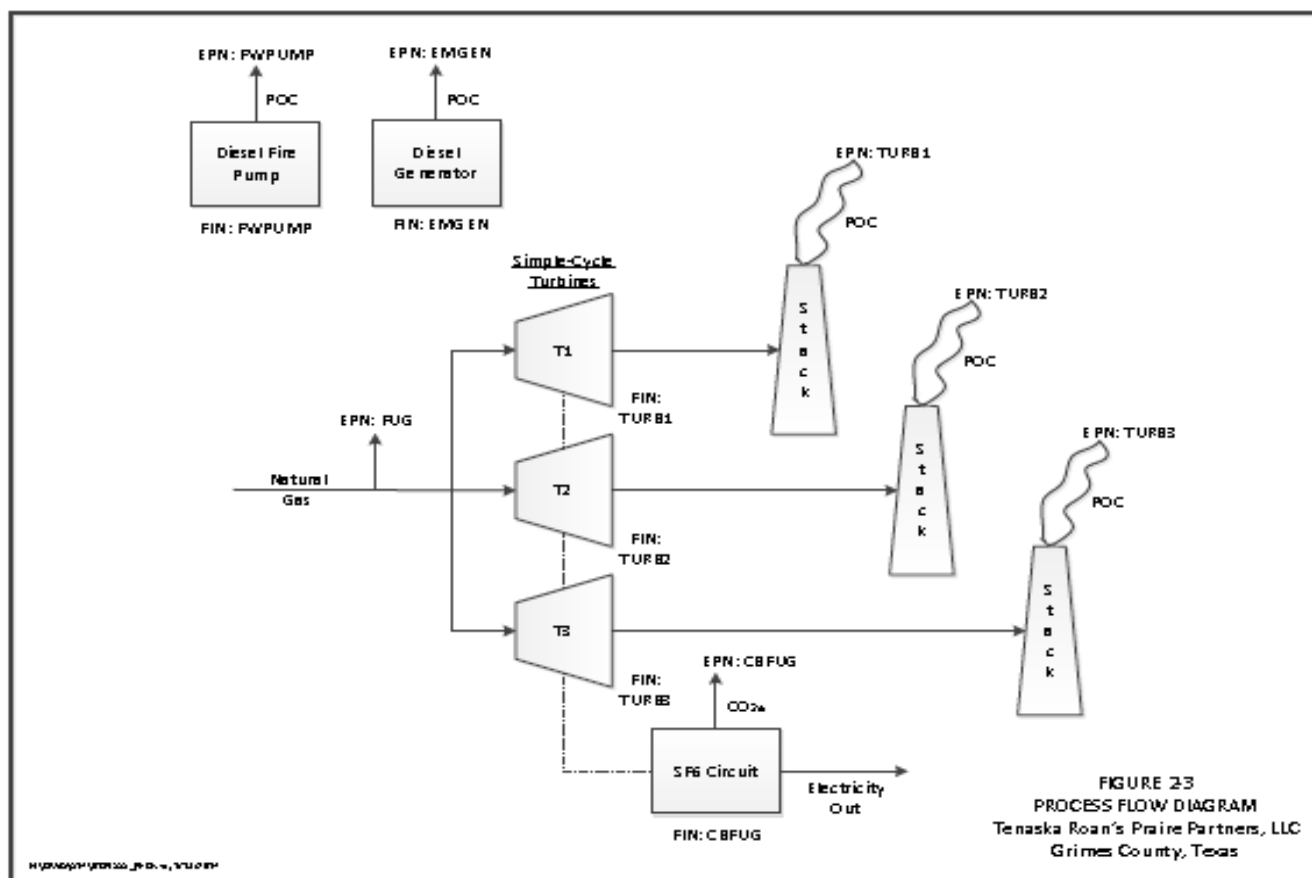 EPN: FWPUMP
EPN: EMGEN
POC
POC
Diesel Fire
Pump
Diesel
Generator
FIN: FWPUMP
FIN: EMGEN
EPN: TURB1
POC
Simple-Cycle
Turbines
S
t
a
c
k
EPN: TURB2
POC
T1
FIN:
TURB1
S
t
a
c
k
EPN: FUG
EPN: TURB3
POC
Natural
Gas
T2
FIN:
TURB2
S
t
a
c
k
T3
FIN:
TURB3
EPN: CBFUG
CO2e
SF6 Circuit
Electricity
Out
FIN: CBFUG
FIGURE 2-3
PROCESS FLOW DIAGRAM
Tenaska Roan's Praire Partners, LLC
Grimes County, Texas